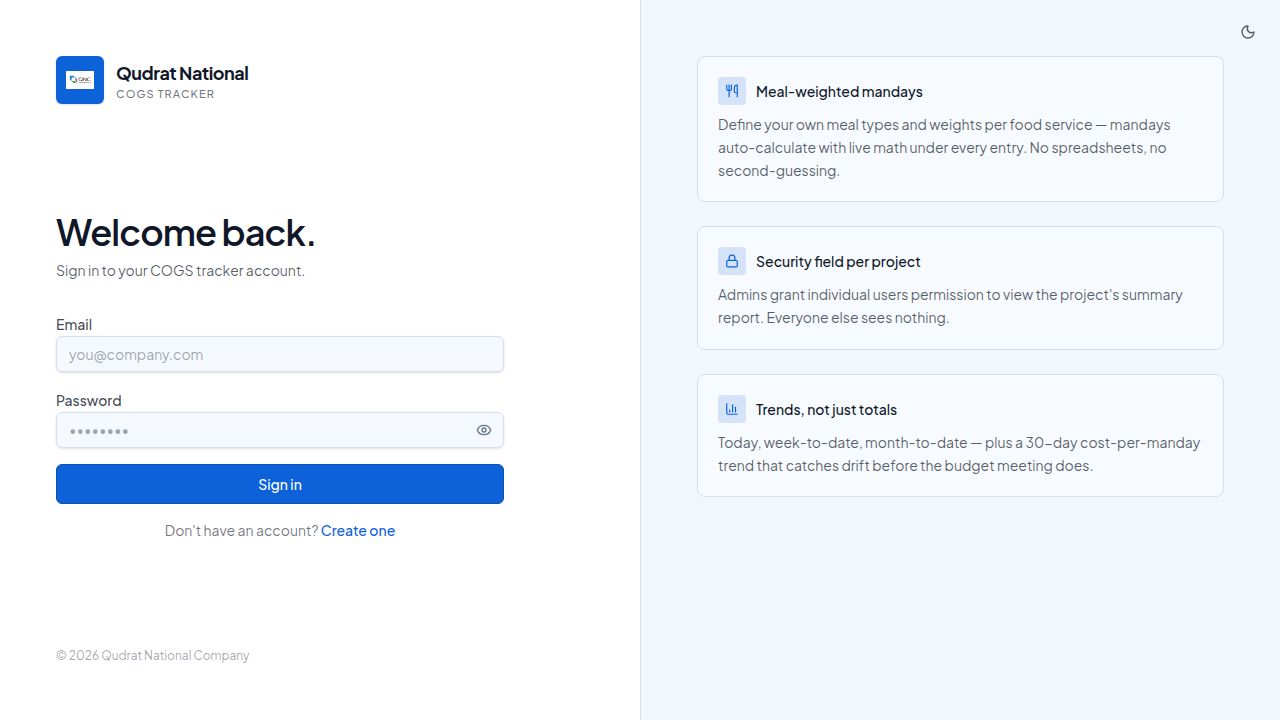 QNC
Qudrat National
COGS TRACKER
Welcome back.
Sign in to your COGS tracker account.
Email
you@company.com
Password
••••••••
Sign in
Don't have an account? Create one
© 2026 Qudrat National Company
Meal-weighted mandays
Define your own meal types and weights per food service — mandays
auto-calculate with live math under every entry. No spreadsheets, no
second-guessing.
Security field per project
Admins grant individual users permission to view the project's summary
report. Everyone else sees nothing.
Trends, not just totals
Today, week-to-date, month-to-date — plus a 30-day cost-per-manday
trend that catches drift before the budget meeting does.